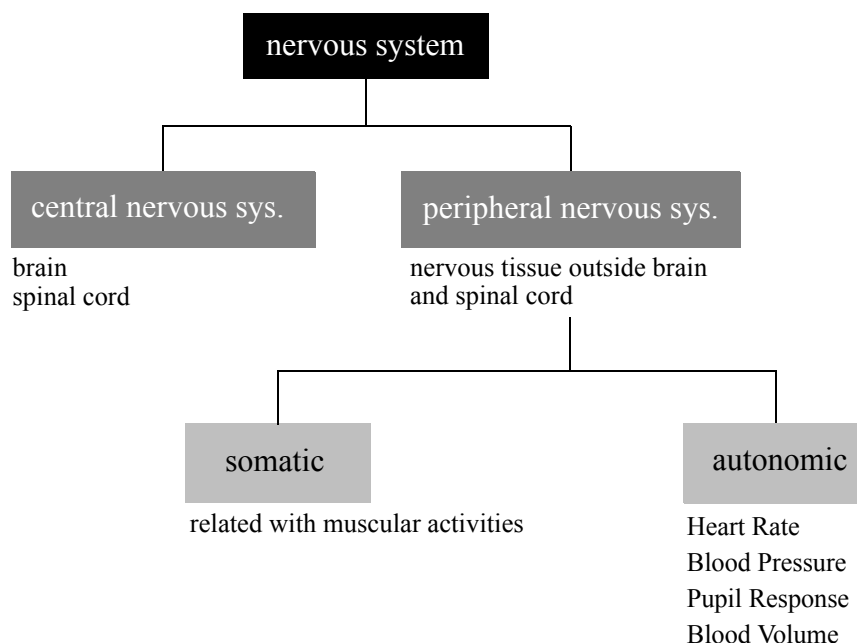 nervous system
central nervous sys.
brain
spinal cord
peripheral nervous sys.
nervous tissue outside brain
and spinal cord
somatic
related with muscular activities
autonomic
Heart Rate
Blood Pressure
Pupil Response
Blood Volume